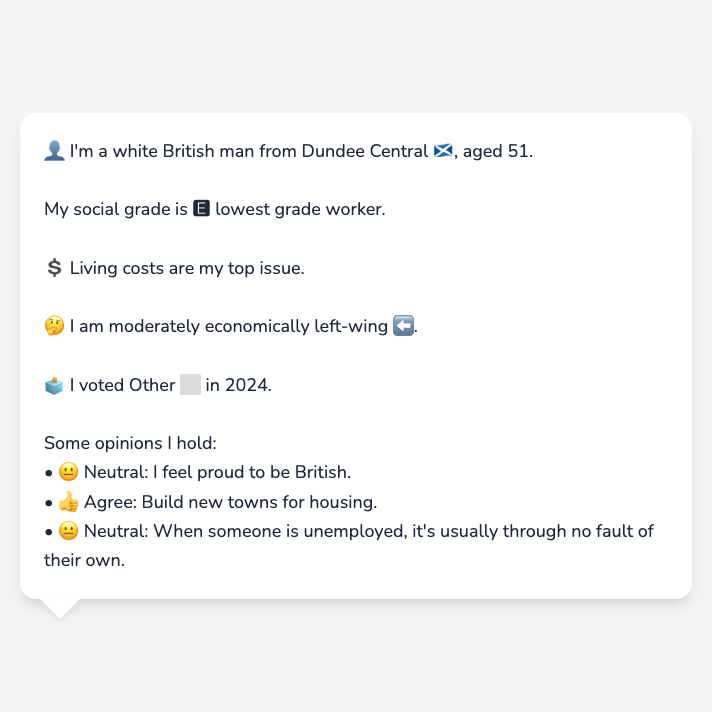 👤 I'm a white British man from Dundee Central 🏴󠁧󠁢󠁳󠁣󠁴󠁿, aged 51.
My social grade is 🅴 lowest grade worker.
💲 Living costs are my top issue.
🤔 I am moderately economically left-wing ⬅️.
🗳️ I voted Other ⬜ in 2024.
Some opinions I hold:
• 😐 Neutral: I feel proud to be British.
• 👍 Agree: Build new towns for housing.
• 😐 Neutral: When someone is unemployed, it's usually through no fault of
their own.